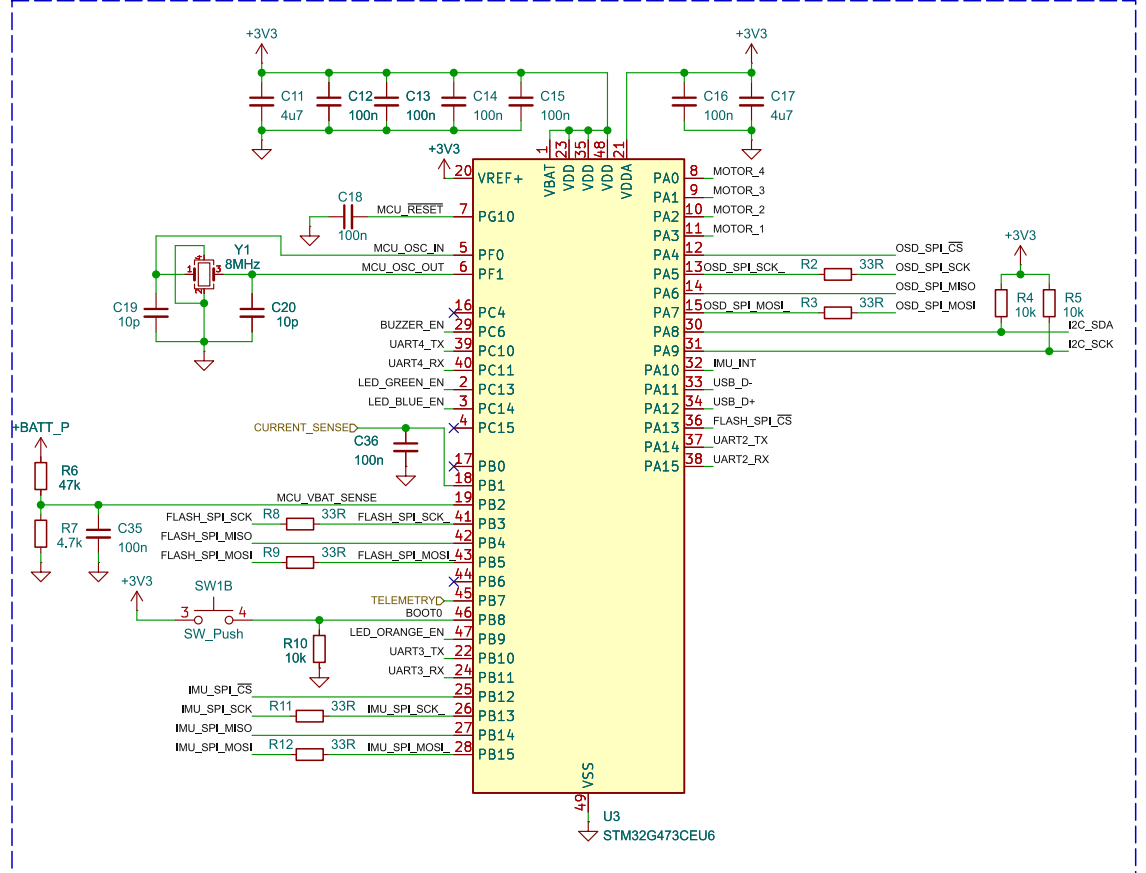 +3V3
+3V3
C11
4u7
C12
100n
C13
100n
C14
100n
C15
100n
C16
100n
C17
4u7
+3V3
1
23
35
48
21
VBAT
VDD
VDD
VDD
VDDA
20 VREF+
C18
100n
MCU_RESET 7 PG10
MCU_OSC_IN 5 PF0
MCU_OSC_OUT 6 PF1
Y1
8MHz
1
2
3
4
C19
10p
C20
10p
16 PC4
BUZZER_EN 29 PC6
UART4_TX 39 PC10
UART4_RX 40 PC11
LED_GREEN_EN 2 PC13
LED_BLUE_EN 3 PC14
4 PC15
CURRENT_SENSE
C36
100n
17 PB0
18 PB1
+BATT_P
R6
47k
MCU_VBAT_SENSE 19 PB2
R7
4.7k
C35
100n
FLASH_SPI_SCK R8 33R FLASH_SPI_SCK_ 41 PB3
FLASH_SPI_MISO 42 PB4
FLASH_SPI_MOSI R9 33R FLASH_SPI_MOSI_ 43 PB5
44 PB6
TELEMETRY 45 PB7
+3V3
SW1B
3 4
SW_Push
BOOT0 46 PB8
R10
10k
LED_ORANGE_EN 47 PB9
UART3_TX 22 PB10
UART3_RX 24 PB11
IMU_SPI_CS 25 PB12
IMU_SPI_SCK R11 33R IMU_SPI_SCK_ 26 PB13
IMU_SPI_MISO 27 PB14
IMU_SPI_MOSI R12 33R IMU_SPI_MOSI_ 28 PB15
PA0 8 MOTOR_4
PA1 9 MOTOR_3
PA2 10 MOTOR_2
PA3 11 MOTOR_1
PA4 12 OSD_SPI_CS
PA5 13 OSD_SPI_SCK_ R2 33R OSD_SPI_SCK
PA6 14 OSD_SPI_MISO
PA7 15 OSD_SPI_MOSI_ R3 33R OSD_SPI_MOSI
+3V3
R4
10k
R5
10k
PA8 30 I2C_SDA
PA9 31 I2C_SCK
PA10 32 IMU_INT
PA11 33 USB_D-
PA12 34 USB_D+
PA13 36 FLASH_SPI_CS
PA14 37 UART2_TX
PA15 38 UART2_RX
VSS
49
U3
STM32G473CEU6